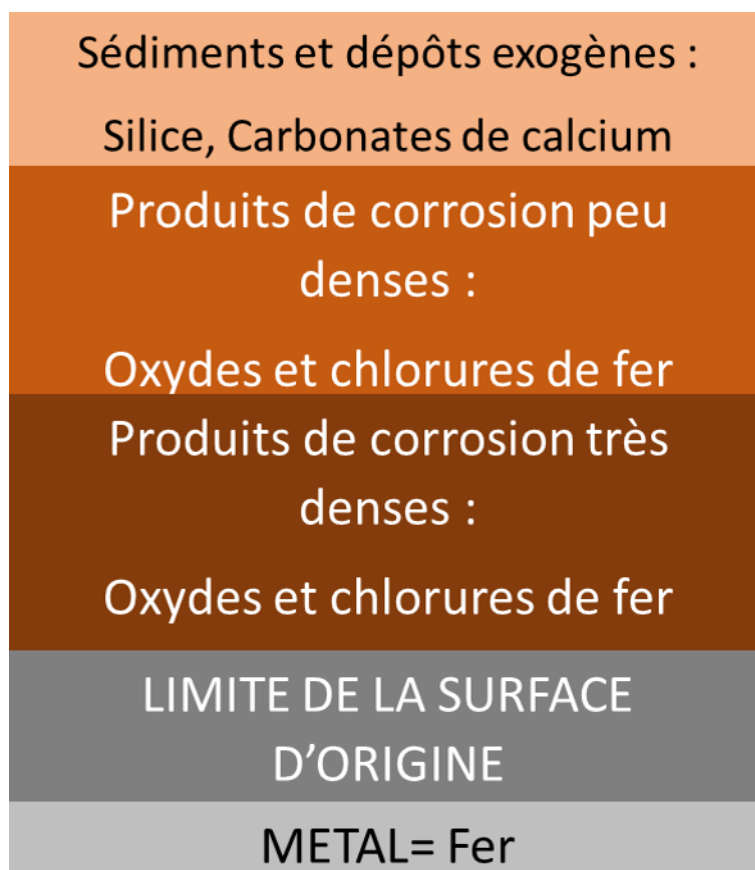 Sédiments et dépôts exogènes :
Silice, Carbonates de calcium
Produits de corrosion peu
denses :
Oxydes et chlorures de fer
Produits de corrosion très
denses :
Oxydes et chlorures de fer
LIMITE DE LA SURFACE
D’ORIGINE
METAL= Fer